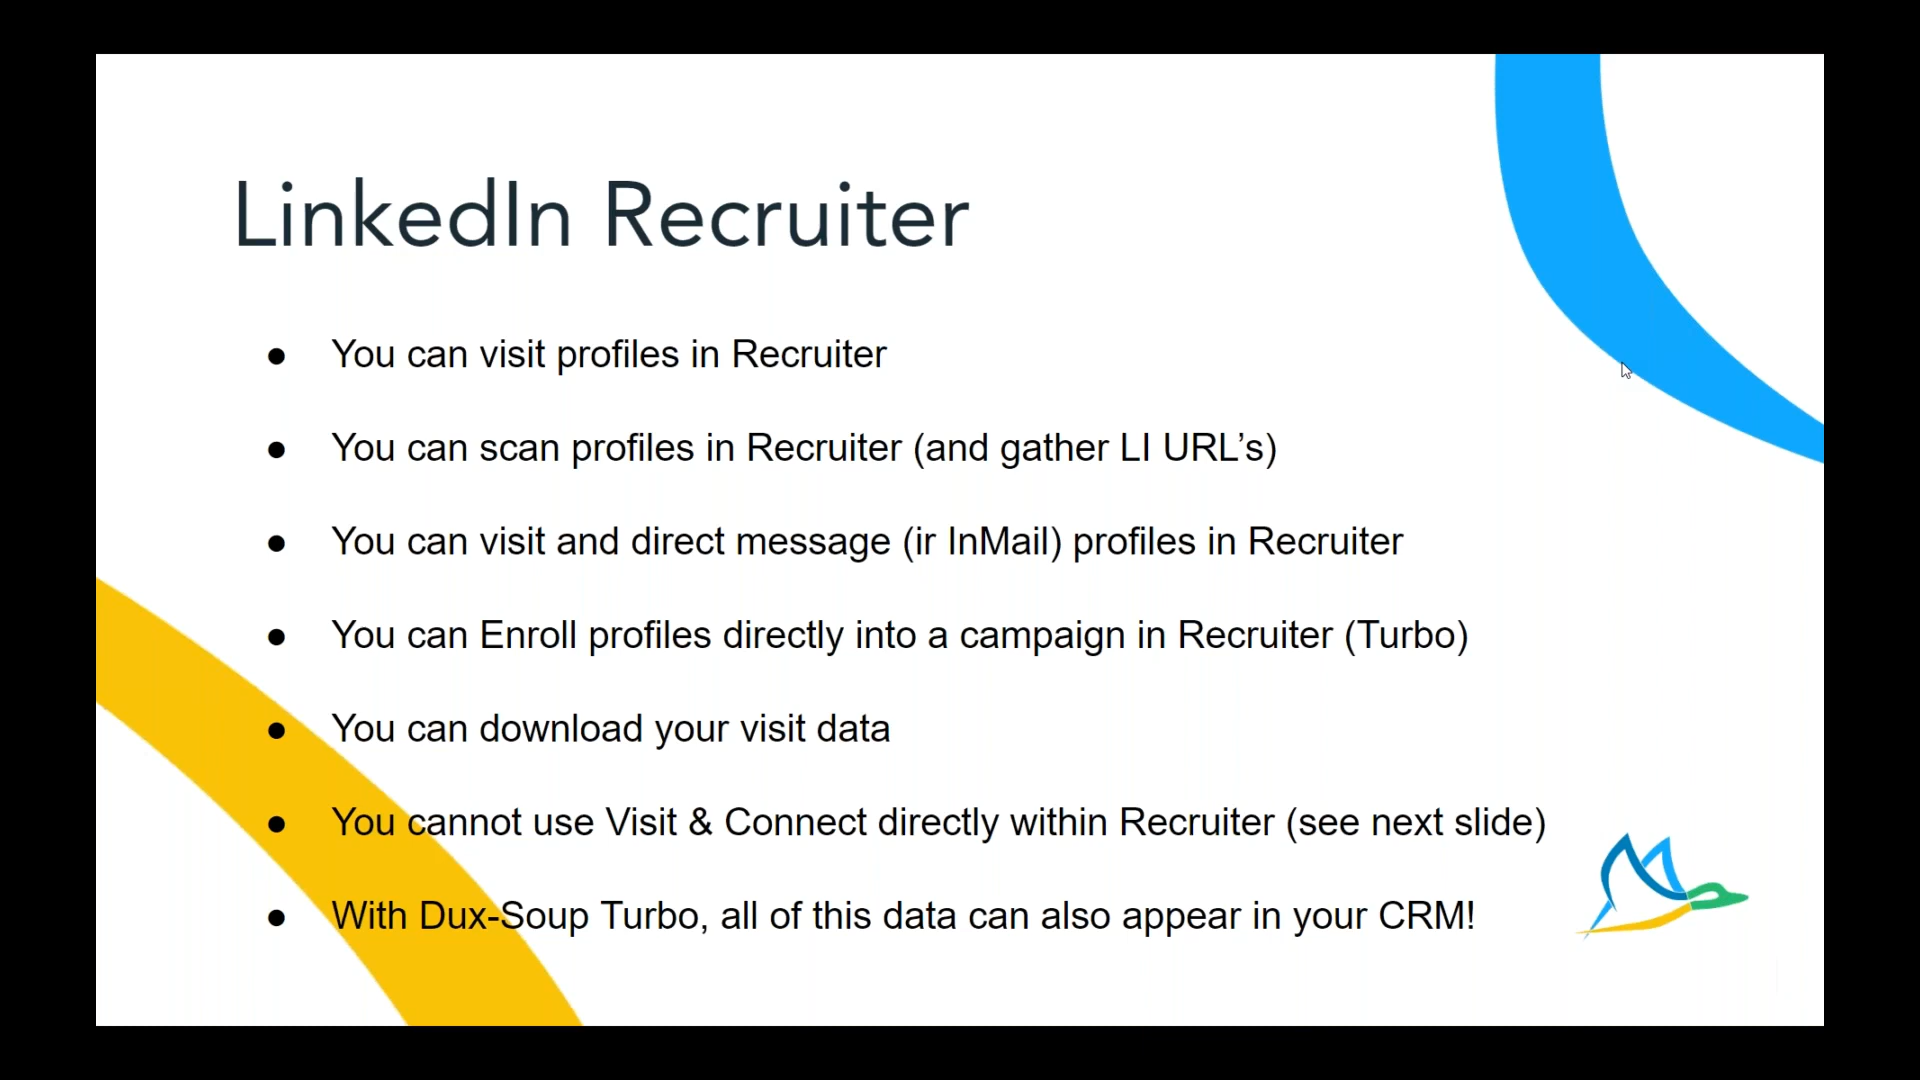 LinkedIn Recruiter
● You can visit profiles in Recruiter
● You can scan profiles in Recruiter (and gather LI URL’s)
● You can visit and direct message (ir InMail) profiles in Recruiter
● You can Enroll profiles directly into a campaign in Recruiter (Turbo)
● You can download your visit data
● You cannot use Visit & Connect directly within Recruiter (see next slide)
● With Dux-Soup Turbo, all of this data can also appear in your CRM!